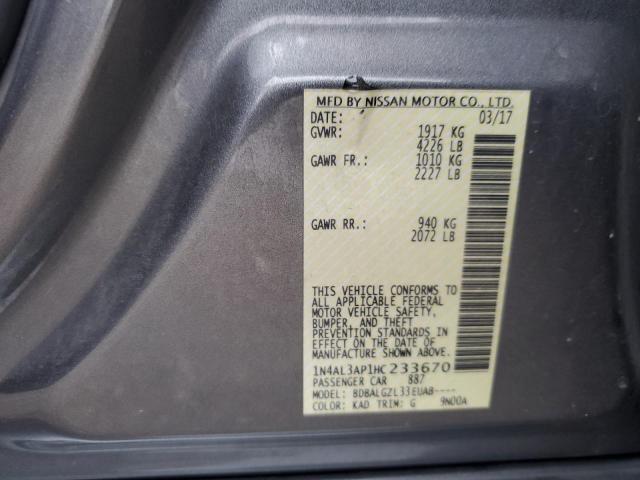 MFD BY NISSAN MOTOR CO., LTD.
DATE: 03/17
GVWR: 1917 KG
4226 LB
GAWR FR.: 1010 KG
2227 LB
GAWR RR.: 940 KG
2072 LB
THIS VEHICLE CONFORMS TO
ALL APPLICABLE FEDERAL
MOTOR VEHICLE SAFETY,
BUMPER, AND THEFT
PREVENTION STANDARDS IN
EFFECT ON THE DATE OF
MANUFACTURE SHOWN ABOVE.
1N4AL3AP1HC233670
PASSENGER CAR 887
MODEL: BDBALGZL33EUAB----
COLOR: KAD TRIM: G 9N00A